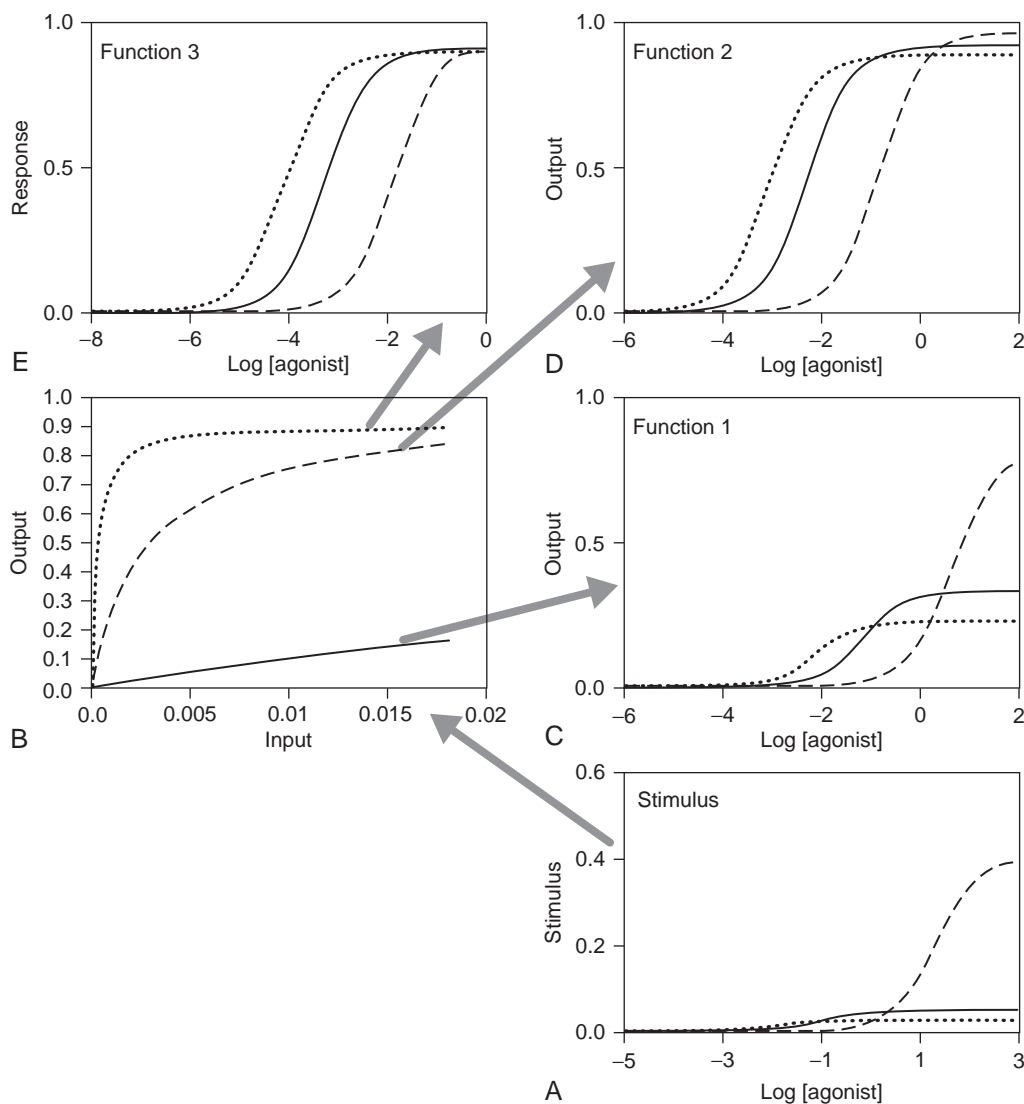 1.0
Function 3
0.5
Response
0.0
−8
−6
−4
−2
0
Log [agonist]
E
1.0
Function 2
0.5
Output
0.0
−6
−4
−2
0
2
Log [agonist]
D
1.0
0.9
0.8
0.7
0.6
0.5
0.4
0.3
0.2
0.1
0.0
Output
0.0
0.005
0.01
0.015
0.02
Input
B
1.0
Function 1
0.5
Output
0.0
−6
−4
−2
0
2
Log [agonist]
C
0.6
Stimulus
0.4
0.2
0.0
Stimulus
−5
−3
−1
1
3
Log [agonist]
A